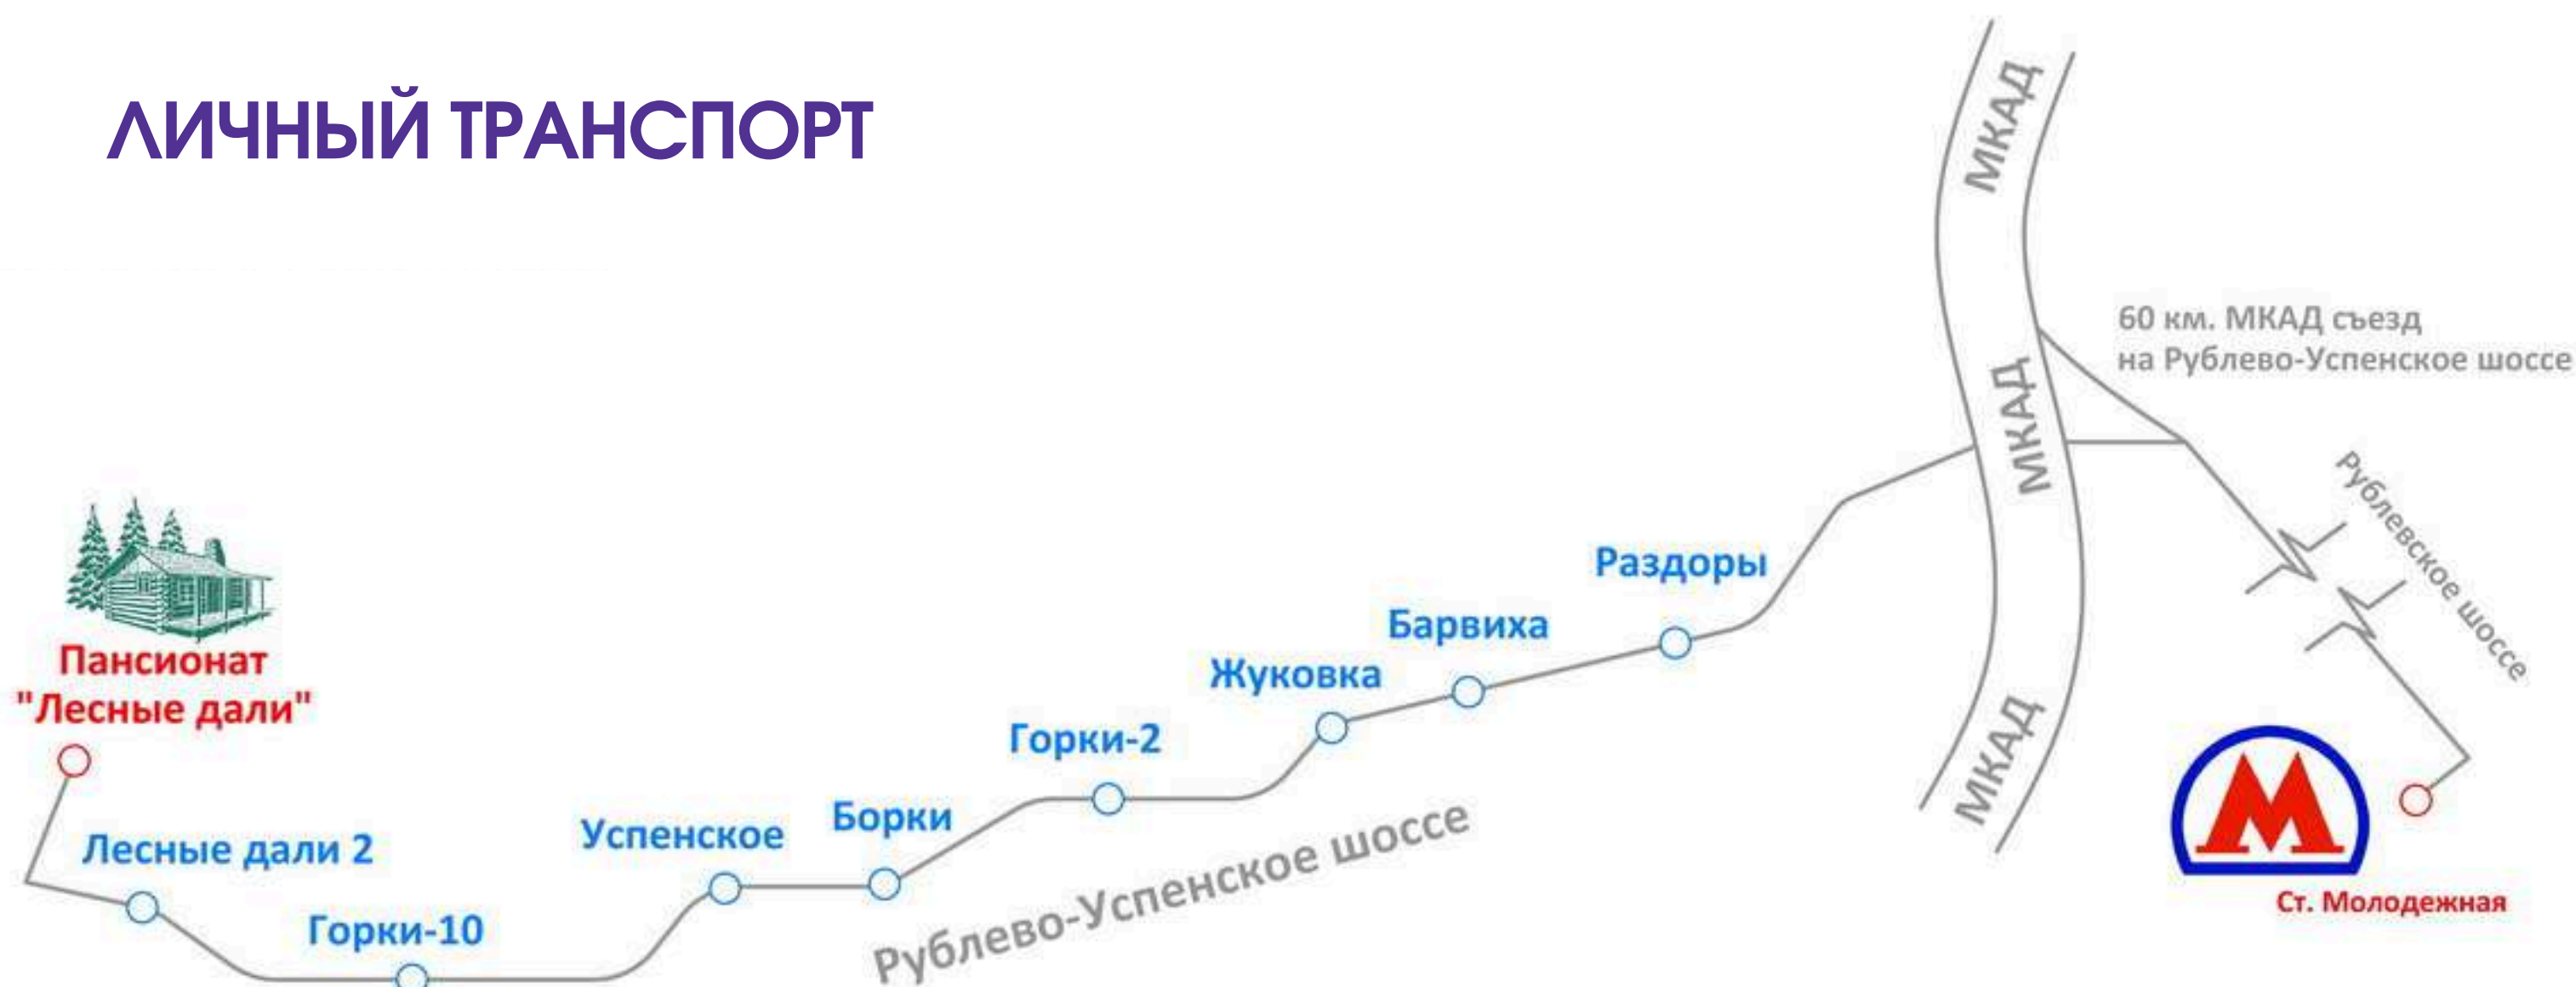 ЛИЧНЫЙ ТРАНСПОРТ
МКАД
60 км. МКАД съезд
на Рублево-Успенское шоссе
МКАД
Рублевское шоссе
Раздоры
Барвиха
Жуковка
Пансионат
"Лесные дали"
Горки-2
МКАД
Борки
Успенское
Рублево-Успенское шоссе
Лесные дали 2
М
Ст. Молодежная
Горки-10